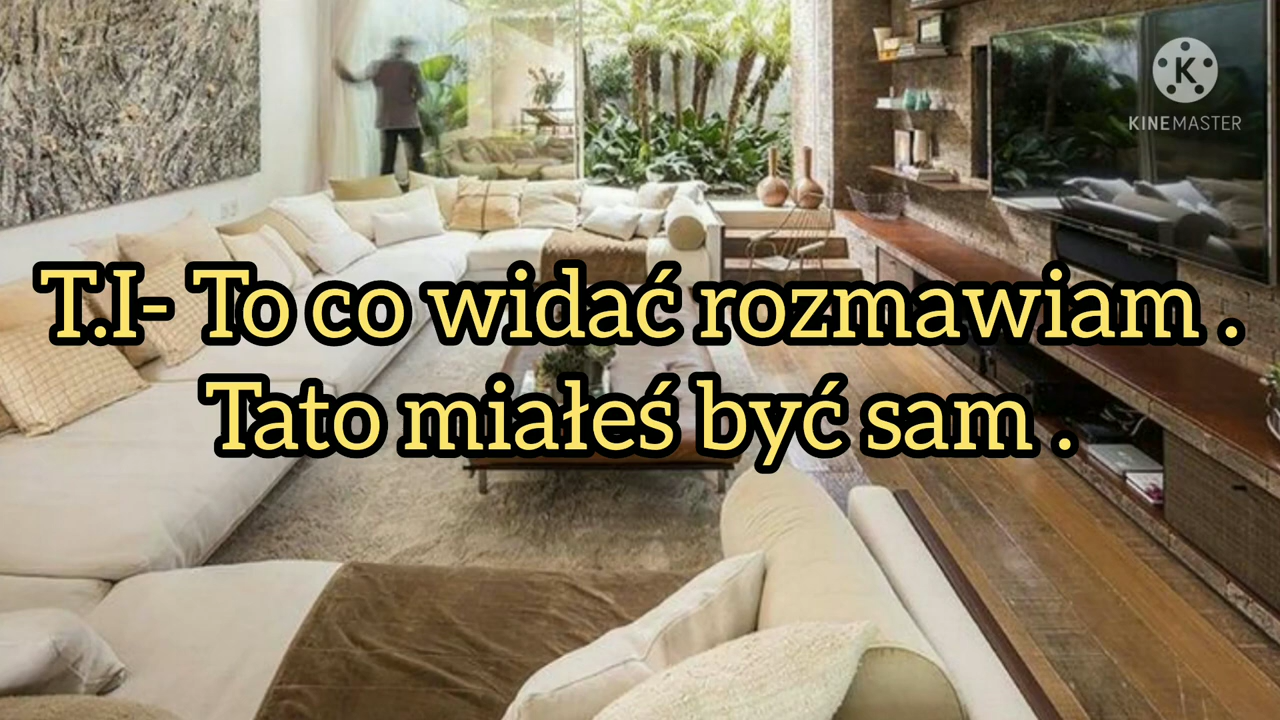 KINEMASTER
T.I- To co widać rozmawiam .
Tato miałeś być sam .